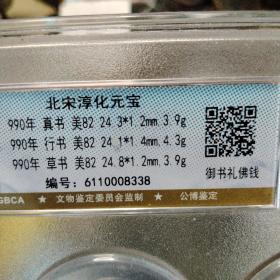 北宋淳化元宝
990年 真书 美82 24.3*1.2mm.3.9g
990年 行书 美82 24.1*1.4mm.4.3g
990年 草书 美82 24.8*1.2mm.3.9g
编号：6110008338
御书礼佛钱
GBCA ★ 文物鉴定委员会监制 ★ 公博鉴定